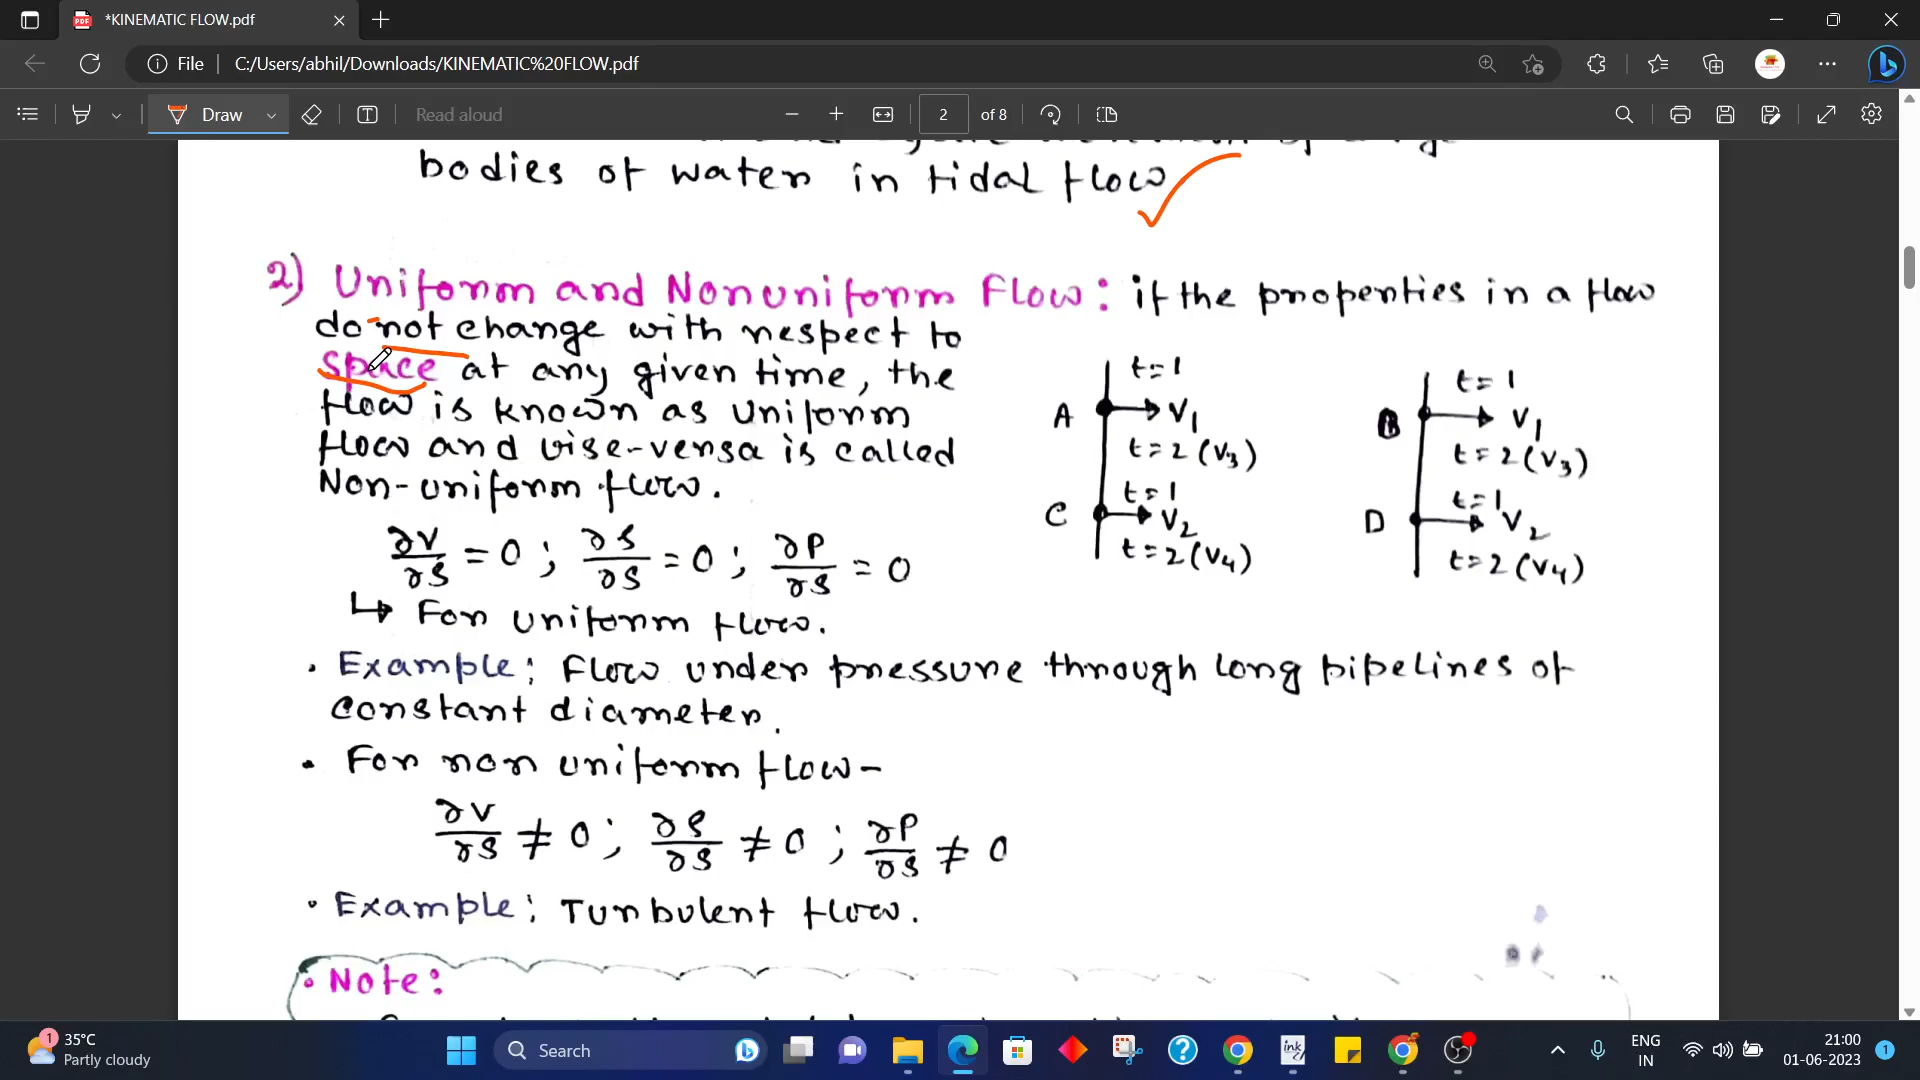 *KINEMATIC FLOW.pdf
File
C:/Users/abhil/Downloads/KINEMATIC%20FLOW.pdf
Draw
Read aloud
2
of 8
bodies of water in tidal flow
2) Uniform and Nonuniform Flow: if the properties in a flow
do not change with respect to
space at any given time, the
flow is known as uniform
flow and vise-versa is called
Non-uniform flow.
A t=1 V₁ t=2 (V₃)
B t=1 V₁ t=2 (V₃)
C t=1 V₂ t=2 (V₄)
D t=1 V₂ t=2 (V₄)
∂V/∂S = 0 ; ∂ρ/∂S = 0 ; ∂P/∂S = 0
↳ For uniform flow.
• Example: Flow under pressure through long pipelines of
constant diameter.
• For non uniform flow-
∂V/∂S ≠ 0 ; ∂ρ/∂S ≠ 0 ; ∂P/∂S ≠ 0
• Example: Turbulent flow.
• Note:
1
35°C
Partly cloudy
Search
ink
ENG
IN
21:00
01-06-2023
1